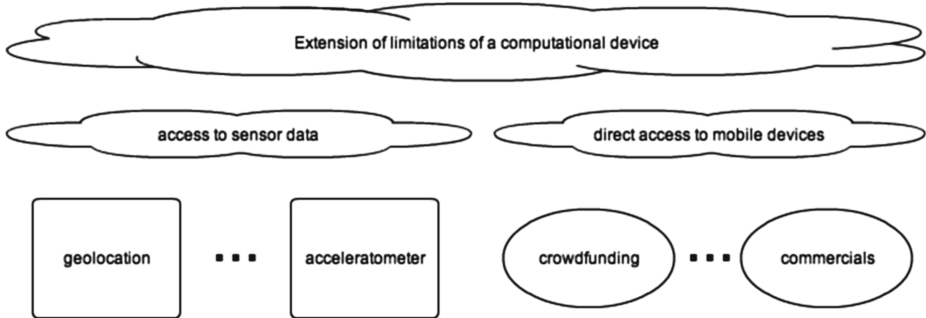 Extension of limitations of a computational device
access to sensor data
direct access to mobile devices
geolocation
acceleratometer
crowdfunding
commercials